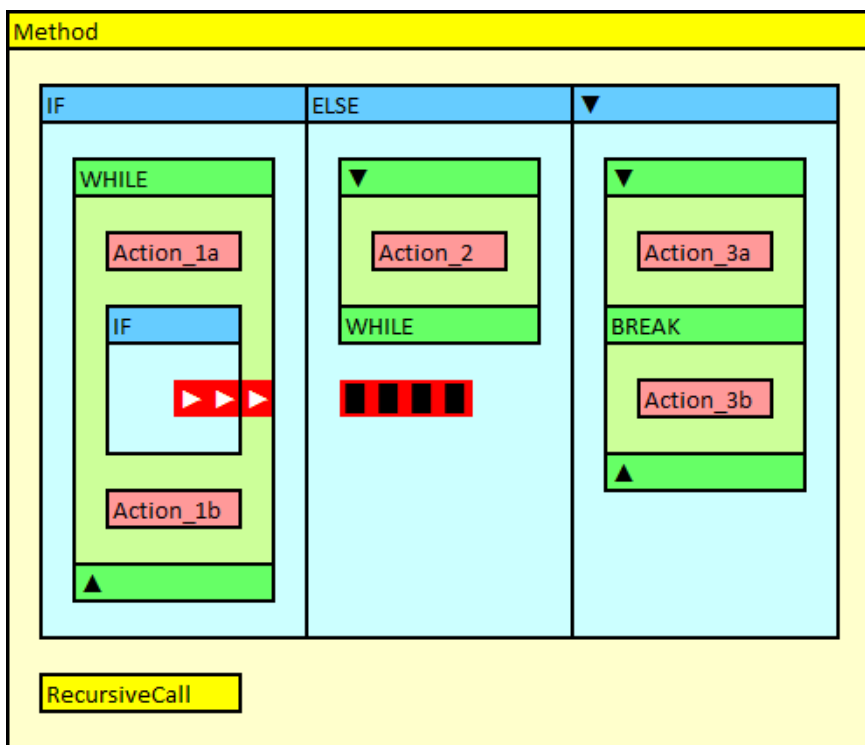 Method
IF
ELSE
▼
WHILE
Action_1a
IF
Action_1b
▲
▼
Action_2
WHILE
▼
Action_3a
BREAK
Action_3b
▲
RecursiveCall